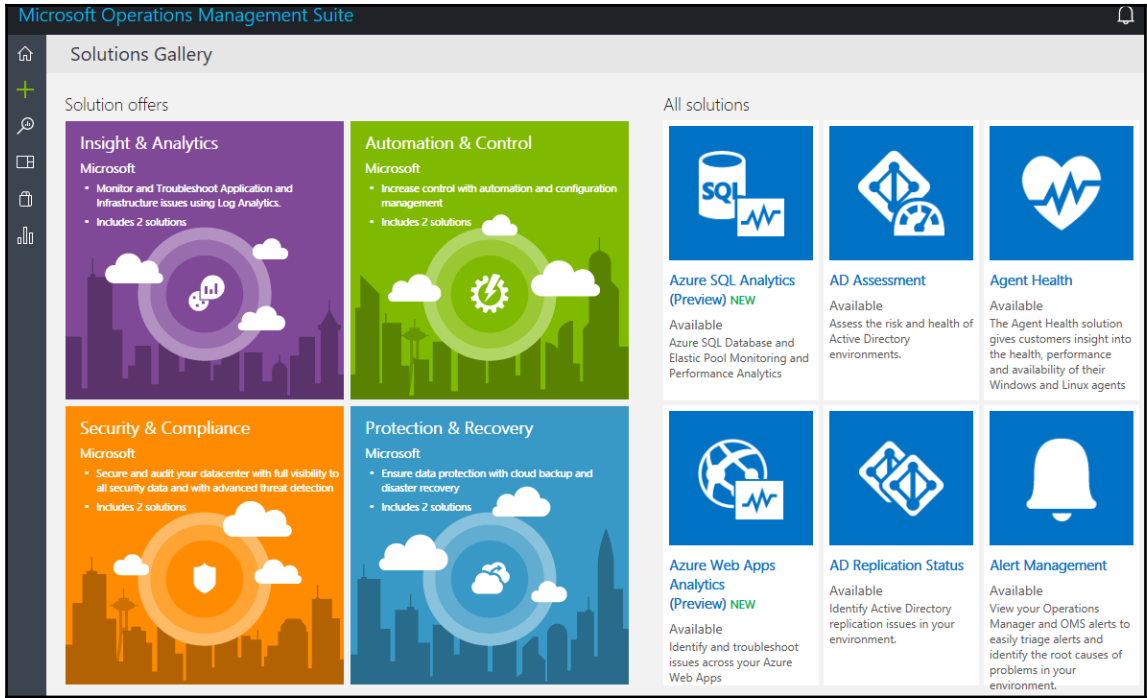 Microsoft Operations Management Suite
Solutions Gallery
Solution offers
Insight & Analytics
Microsoft
• Monitor and Troubleshoot Application and
Infrastructure issues using Log Analytics.
• Includes 2 solutions
Automation & Control
Microsoft
• Increase control with automation and configuration
management
• Includes 2 solutions
Security & Compliance
Microsoft
• Secure and audit your datacenter with full visibility to
all security data and with advanced threat detection
• Includes 2 solutions
Protection & Recovery
Microsoft
• Ensure data protection with cloud backup and
disaster recovery
• Includes 2 solutions
All solutions
SQL
Azure SQL Analytics
(Preview) NEW
Available
Azure SQL Database and
Elastic Pool Monitoring and
Performance Analytics
AD Assessment
Available
Assess the risk and health of
Active Directory
environments.
Agent Health
Available
The Agent Health solution
gives customers insight into
the health, performance
and availability of their
Windows and Linux agents
Azure Web Apps
Analytics
(Preview) NEW
Available
Identify and troubleshoot
issues across your Azure
Web Apps
AD Replication Status
Available
Identify Active Directory
replication issues in your
environment.
Alert Management
Available
View your Operations
Manager and OMS alerts to
easily triage alerts and
identify the root causes of
problems in your
environment.